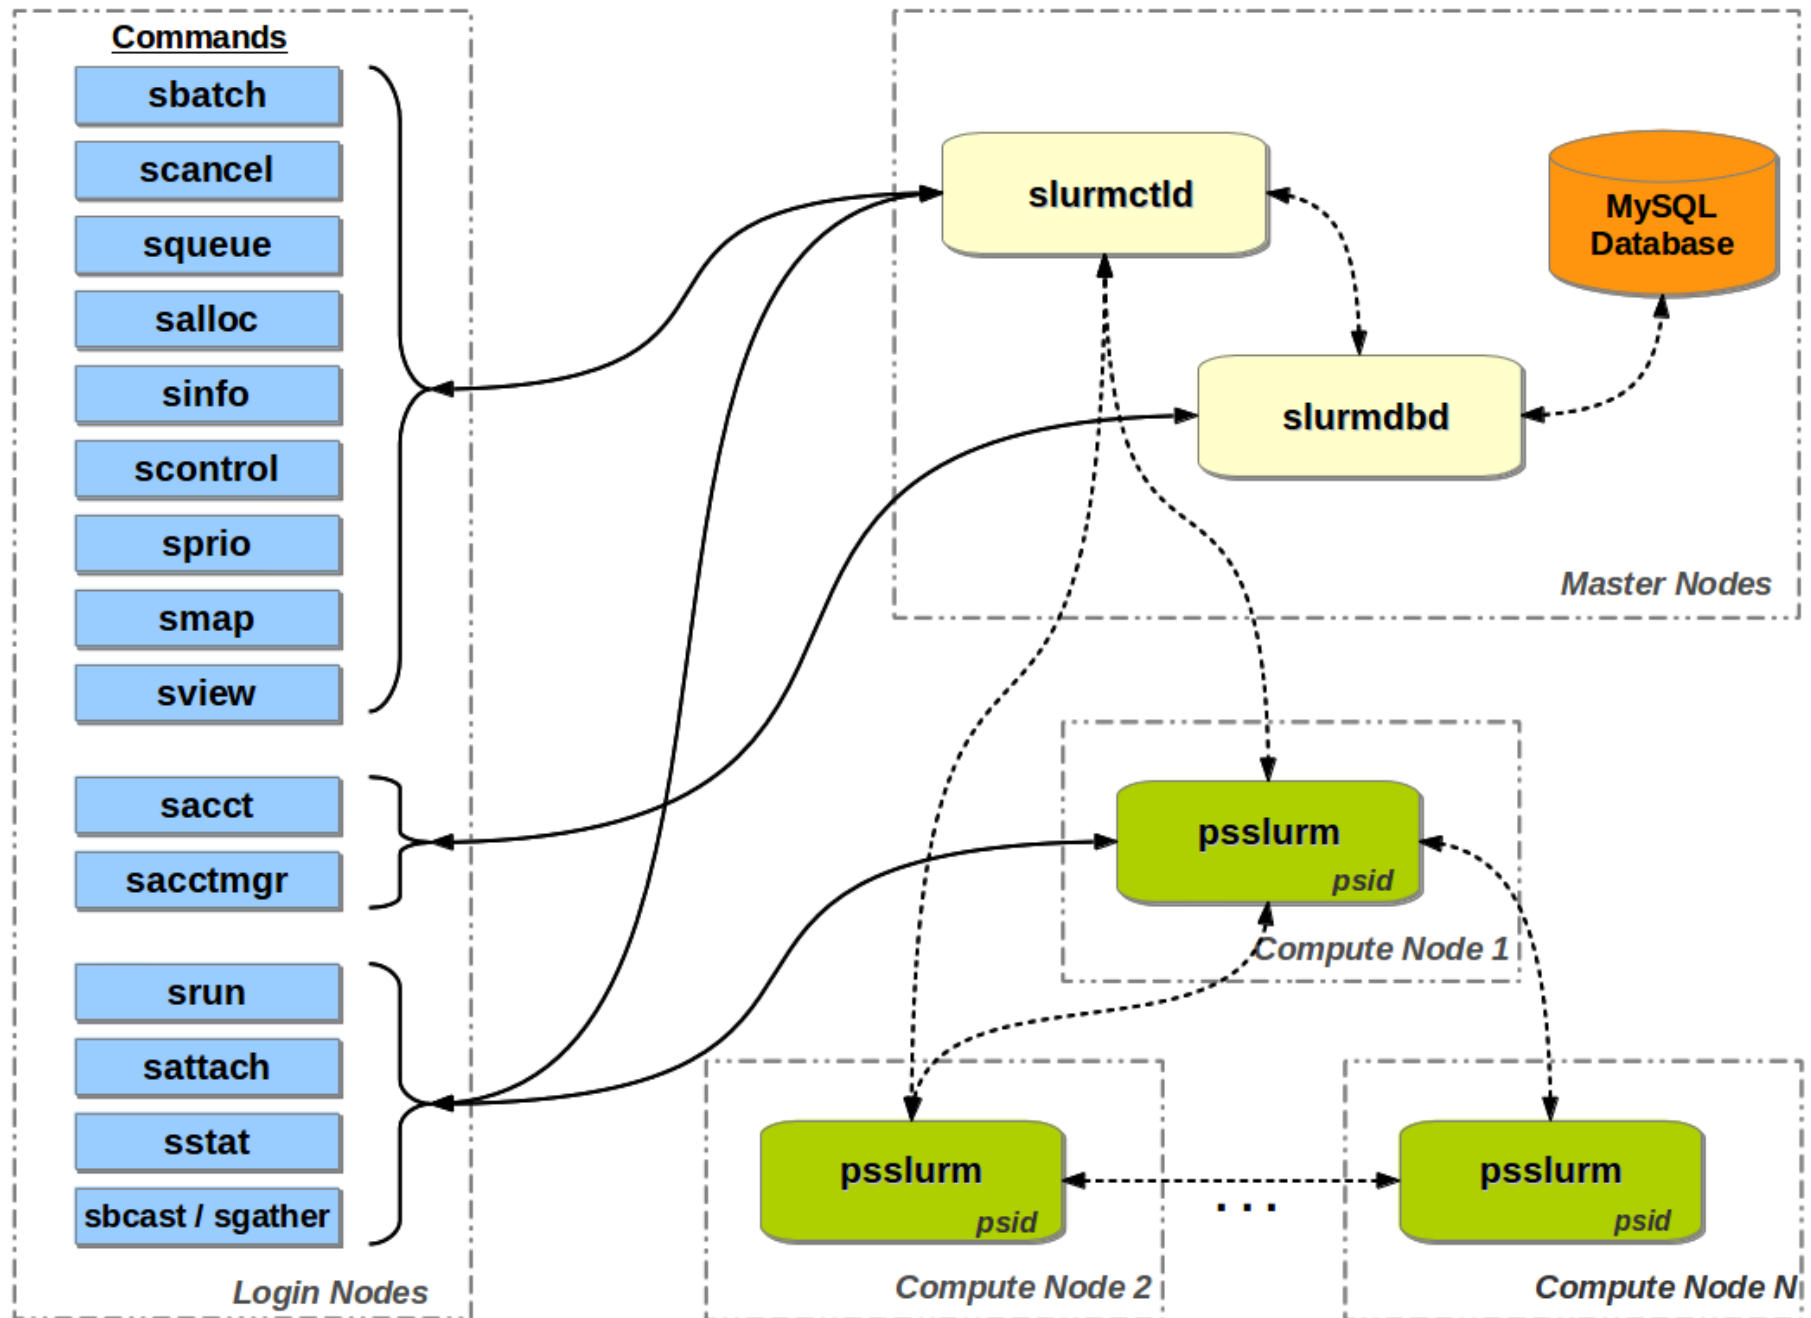 Commands
sbatch
scancel
squeue
salloc
sinfo
scontrol
sprio
smap
sview
sacct
sacctmgr
srun
sattach
sstat
sbcast / sgather
Login Nodes
slurmctld
MySQL
Database
slurmdbd
Master Nodes
psslurm
psid
Compute Node 1
psslurm
psid
Compute Node 2
...
psslurm
psid
Compute Node N